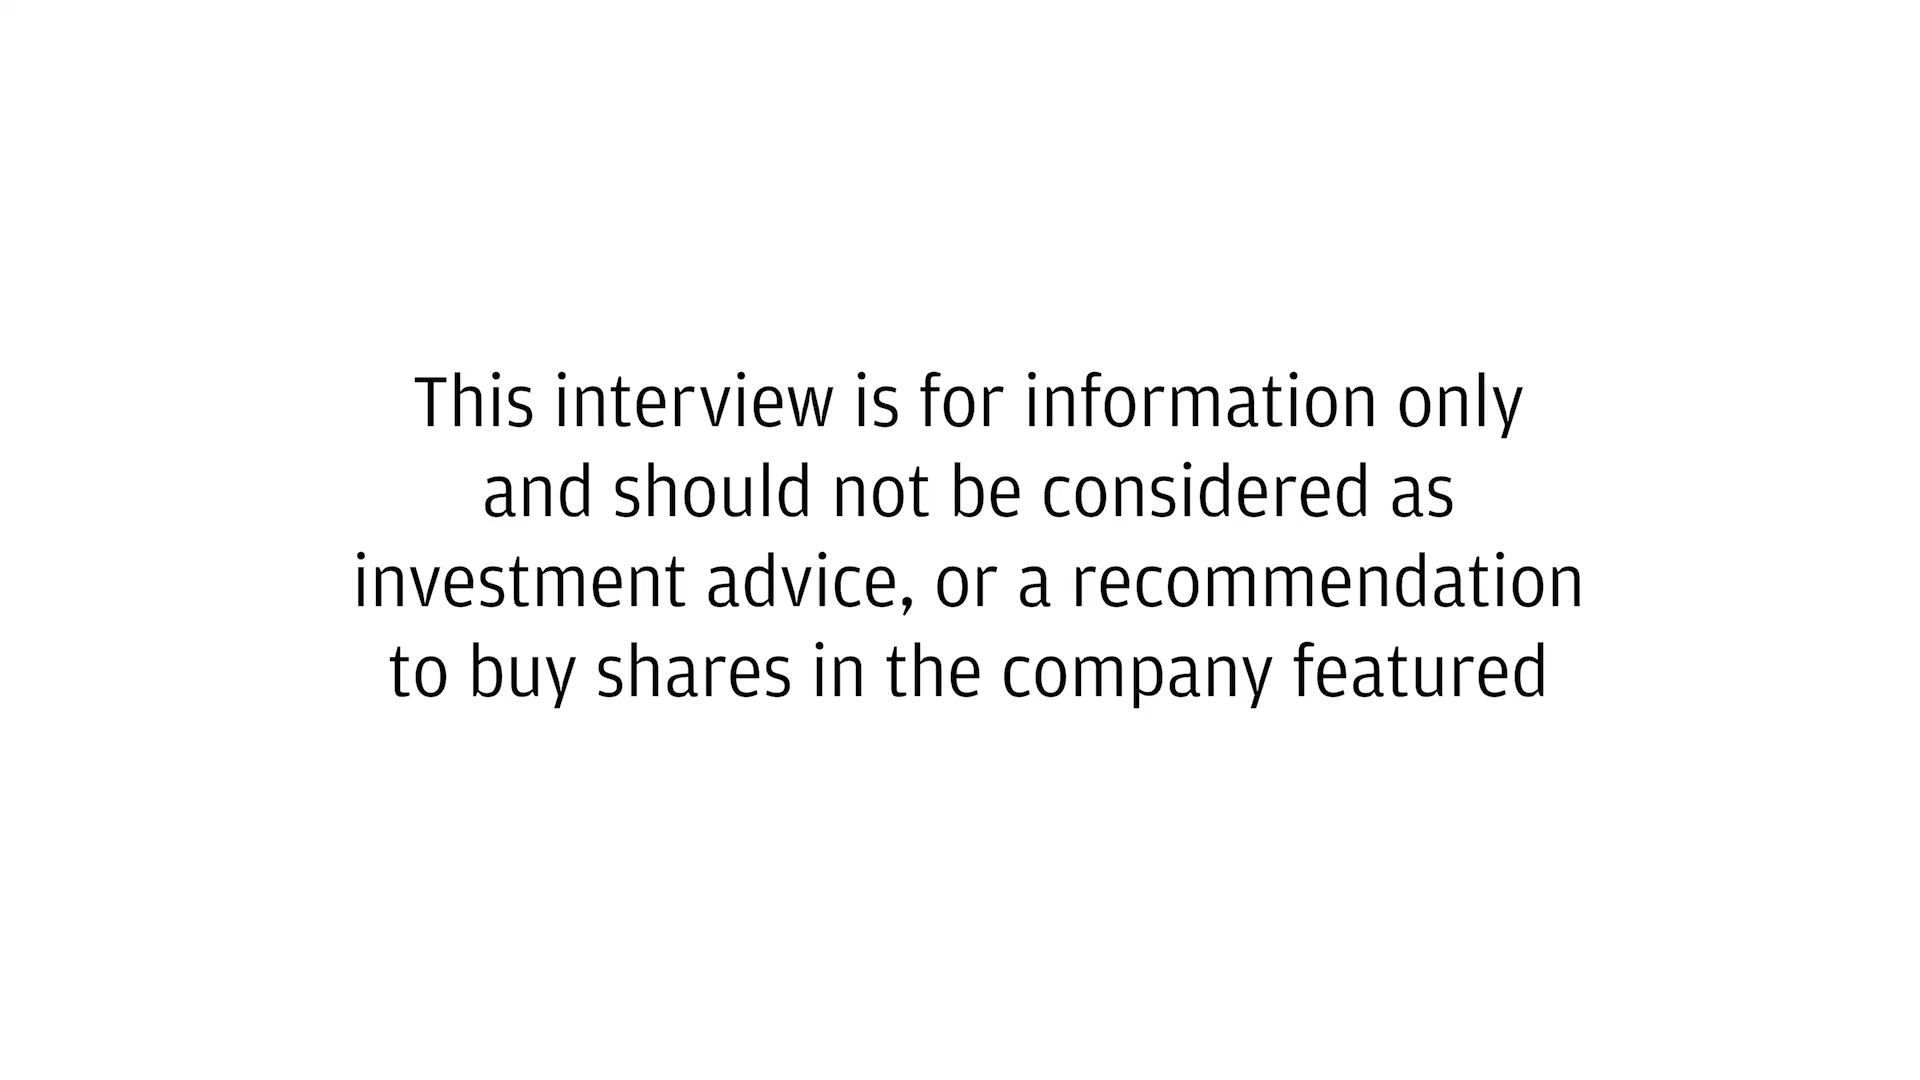 This interview is for information only
and should not be considered as
investment advice, or a recommendation
to buy shares in the company featured